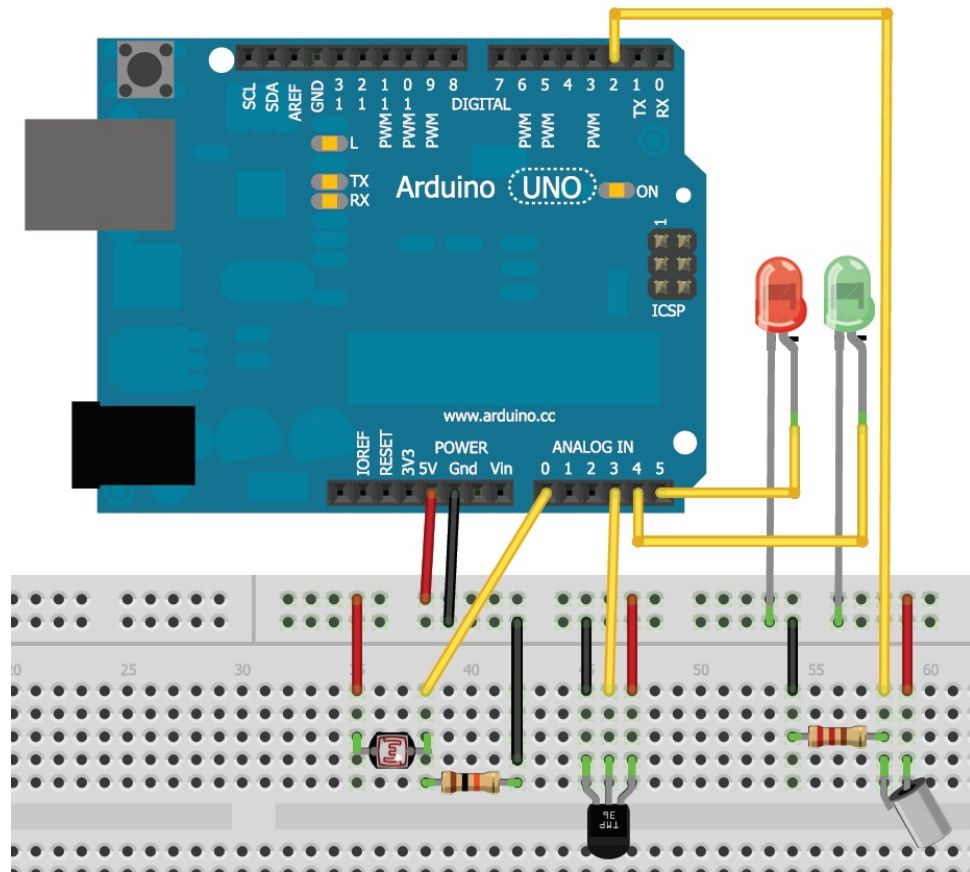 SCL SDA AREF GND 13 12 PWM 11 PWM 10 PWM 9 8 7 PWM 6 PWM 5 4 PWM 3 2 TX 1 RX 0
DIGITAL
L
TX
RX
Arduino UNO ON
1
ICSP
www.arduino.cc
POWER ANALOG IN
IOREF RESET 3V3 5V Gnd Vin 0 1 2 3 4 5
20 25 30 35 40 45 50 55 60
TMP
36